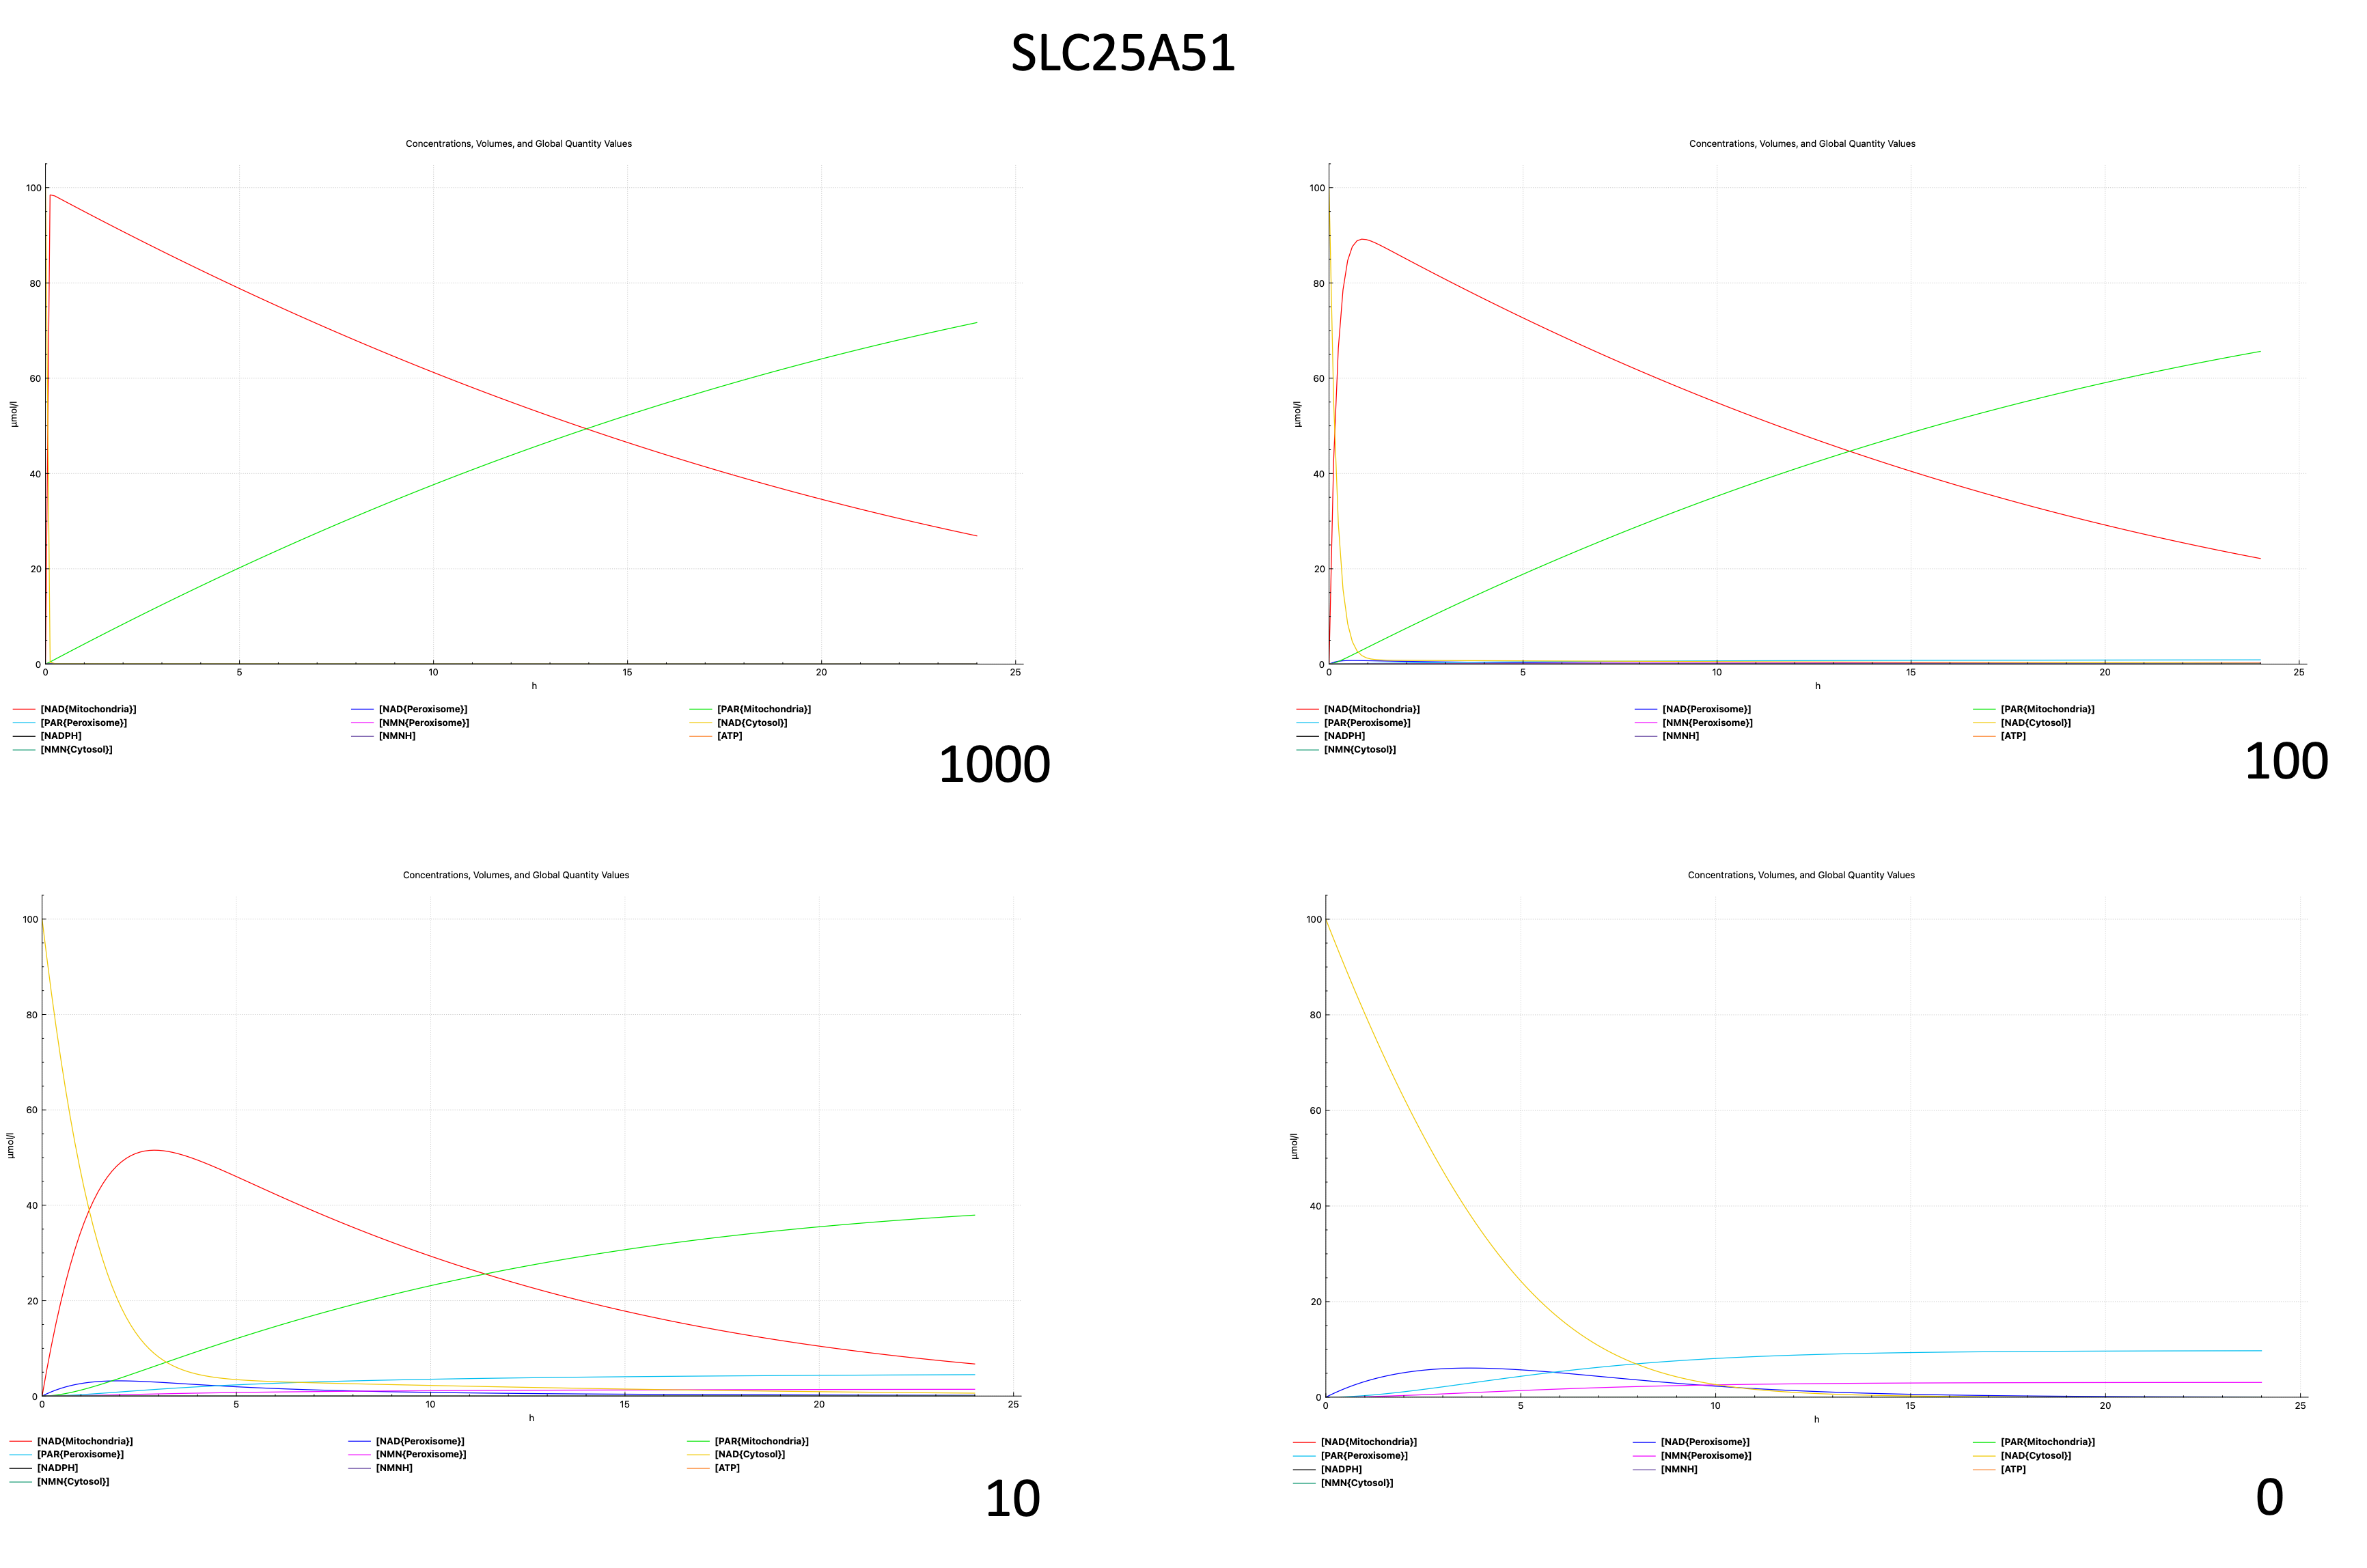 SLC25A51
Concentrations, Volumes, and Global Quantity Values
100
80
60
40
20
0
µmol/l
0 5 10 15 20 25
h
[NAD{Mitochondria}] [NAD{Peroxisome}] [PAR{Mitochondria}]
[PAR{Peroxisome}] [NMN{Peroxisome}] [NAD{Cytosol}]
[NADPH] [NMNH] [ATP]
[NMN{Cytosol}]
1000
Concentrations, Volumes, and Global Quantity Values
100
80
60
40
20
0
µmol/l
0 5 10 15 20 25
h
[NAD{Mitochondria}] [NAD{Peroxisome}] [PAR{Mitochondria}]
[PAR{Peroxisome}] [NMN{Peroxisome}] [NAD{Cytosol}]
[NADPH] [NMNH] [ATP]
[NMN{Cytosol}]
100
Concentrations, Volumes, and Global Quantity Values
100
80
60
40
20
0
µmol/l
0 5 10 15 20 25
h
[NAD{Mitochondria}] [NAD{Peroxisome}] [PAR{Mitochondria}]
[PAR{Peroxisome}] [NMN{Peroxisome}] [NAD{Cytosol}]
[NADPH] [NMNH] [ATP]
[NMN{Cytosol}]
10
Concentrations, Volumes, and Global Quantity Values
100
80
60
40
20
0
µmol/l
0 5 10 15 20 25
h
[NAD{Mitochondria}] [NAD{Peroxisome}] [PAR{Mitochondria}]
[PAR{Peroxisome}] [NMN{Peroxisome}] [NAD{Cytosol}]
[NADPH] [NMNH] [ATP]
[NMN{Cytosol}]
0